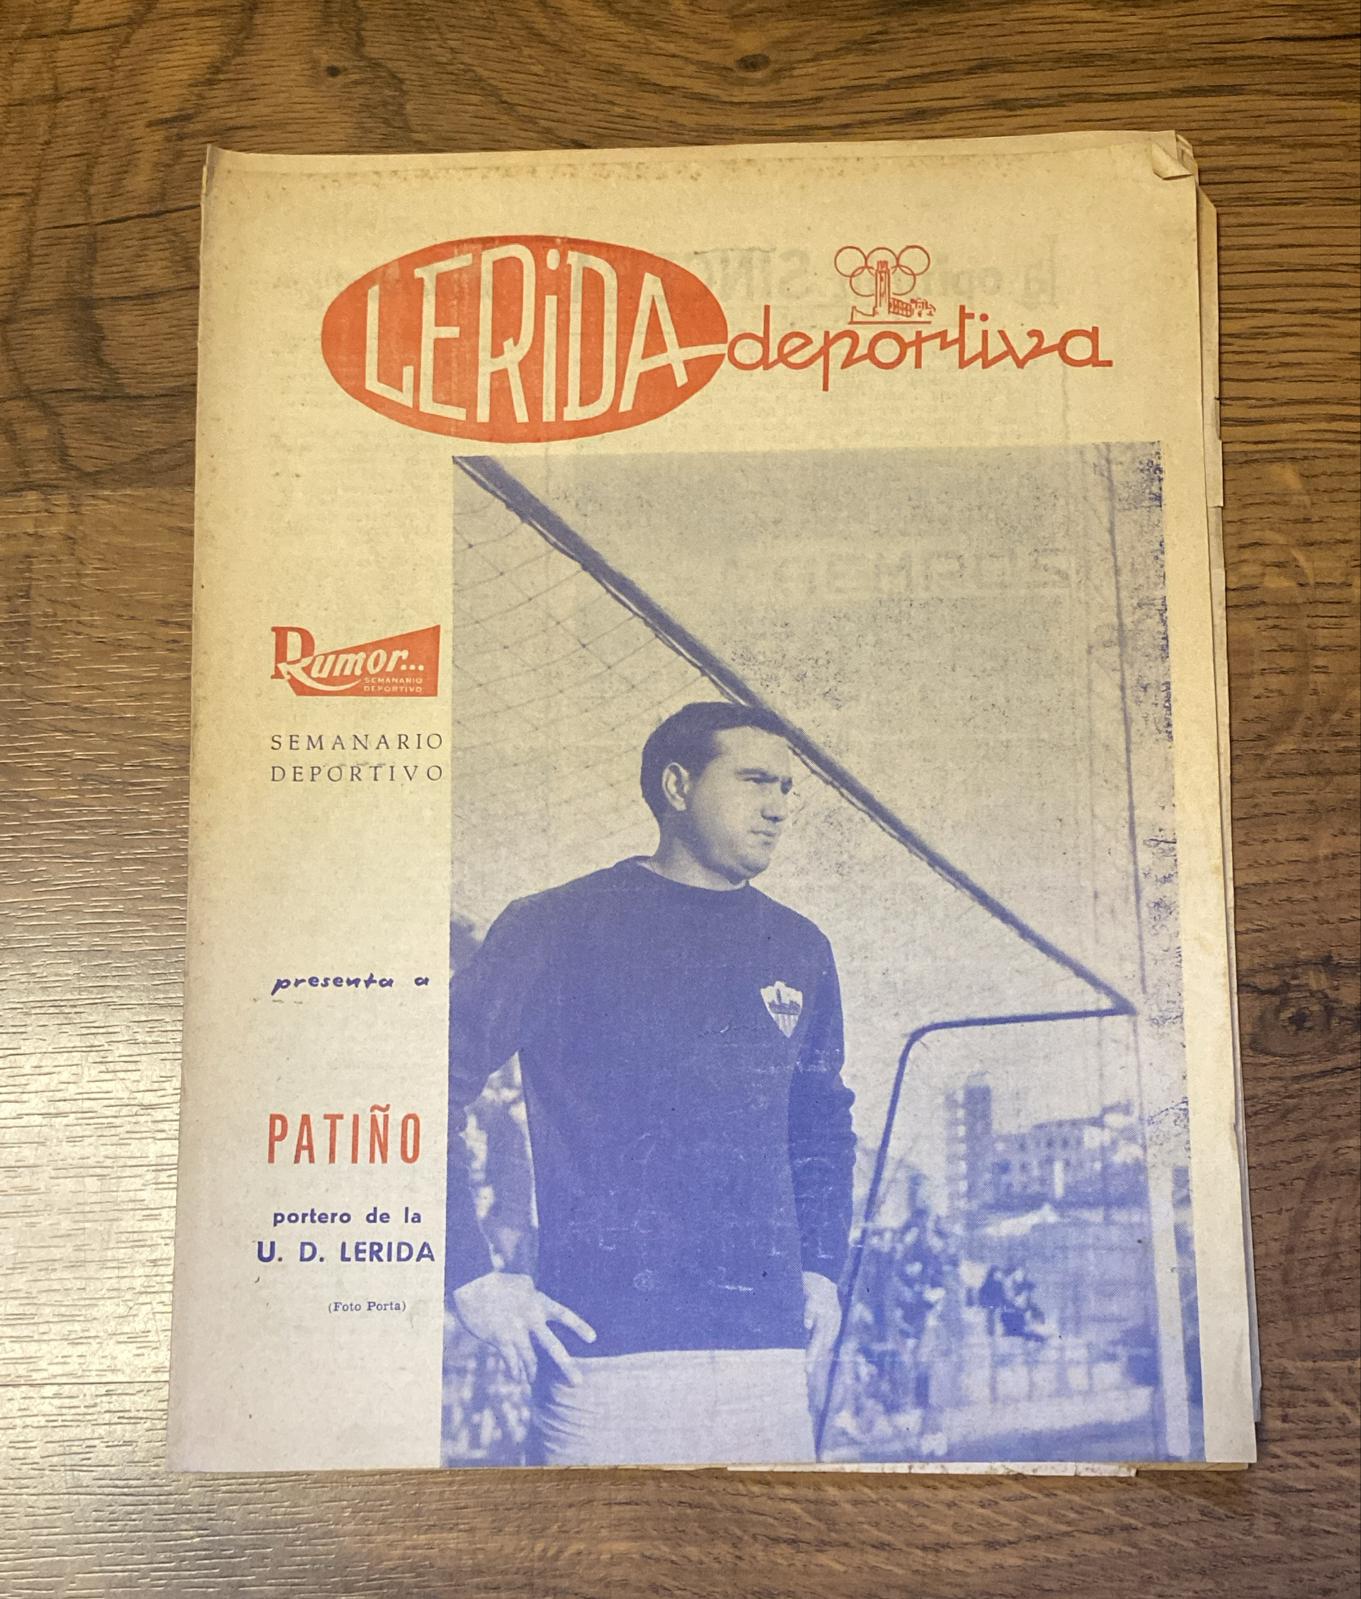 LERiDA deportiva
Rumor...
SEMANARIO
DEPORTIVO
SEMANARIO
DEPORTIVO
presenta a
PATIÑO
portero de la
U. D. LERIDA
(Foto Porta)